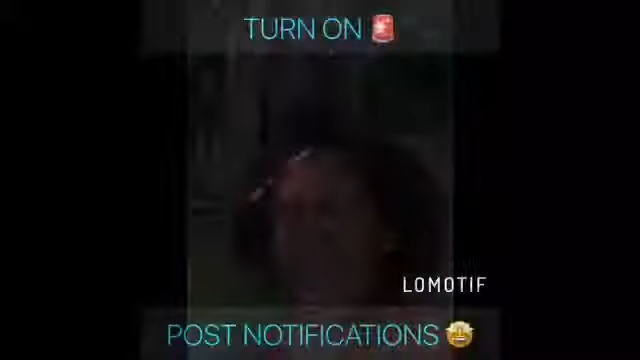 TURN ON 🚨
LOMOTIF
POST NOTIFICATIONS 🤩